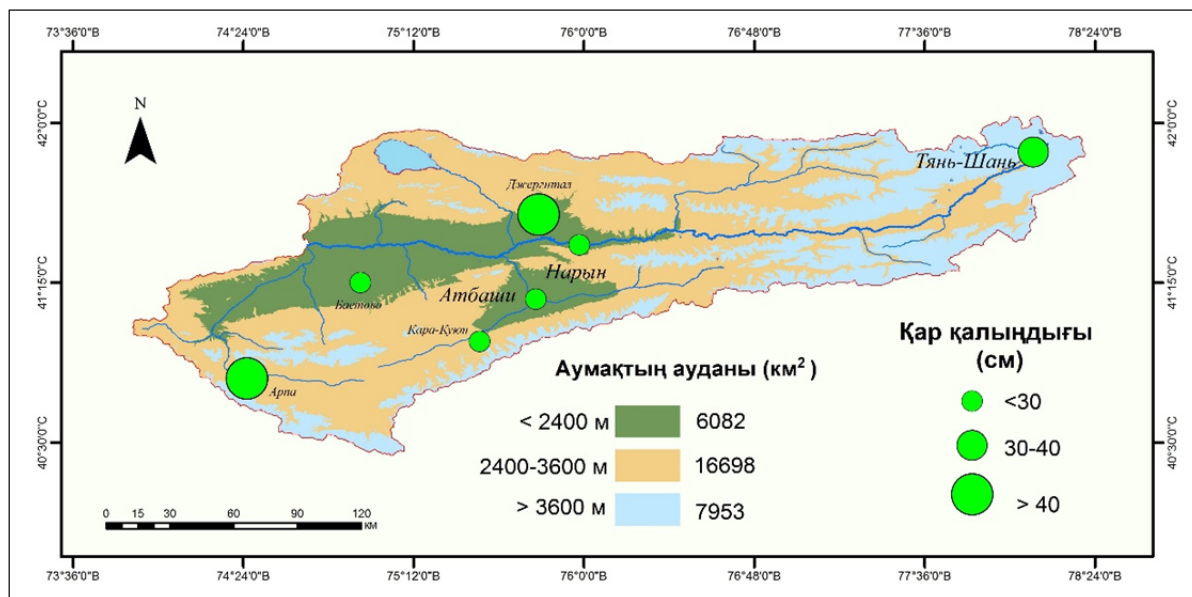 73°36'0"В 74°24'0"В 75°12'0"В 76°0'0"В 76°48'0"В 77°36'0"В 78°24'0"В
N
42°0'0"С 42°0'0"С
Тянь-Шань
Джергитал
Нарын
41°15'0"С 41°15'0"С
Баетово
Атбаши
Кара-Куюн
Арпа
Аумақтың ауданы (км²)
< 2400 м 6082
2400-3600 м 16698
> 3600 м 7953
Қар қалыңдығы
(см)
<30
30-40
> 40
40°30'0"С 40°30'0"С
0 15 30 60 90 120
КМ
73°36'0"В 74°24'0"В 75°12'0"В 76°0'0"В 76°48'0"В 77°36'0"В 78°24'0"В